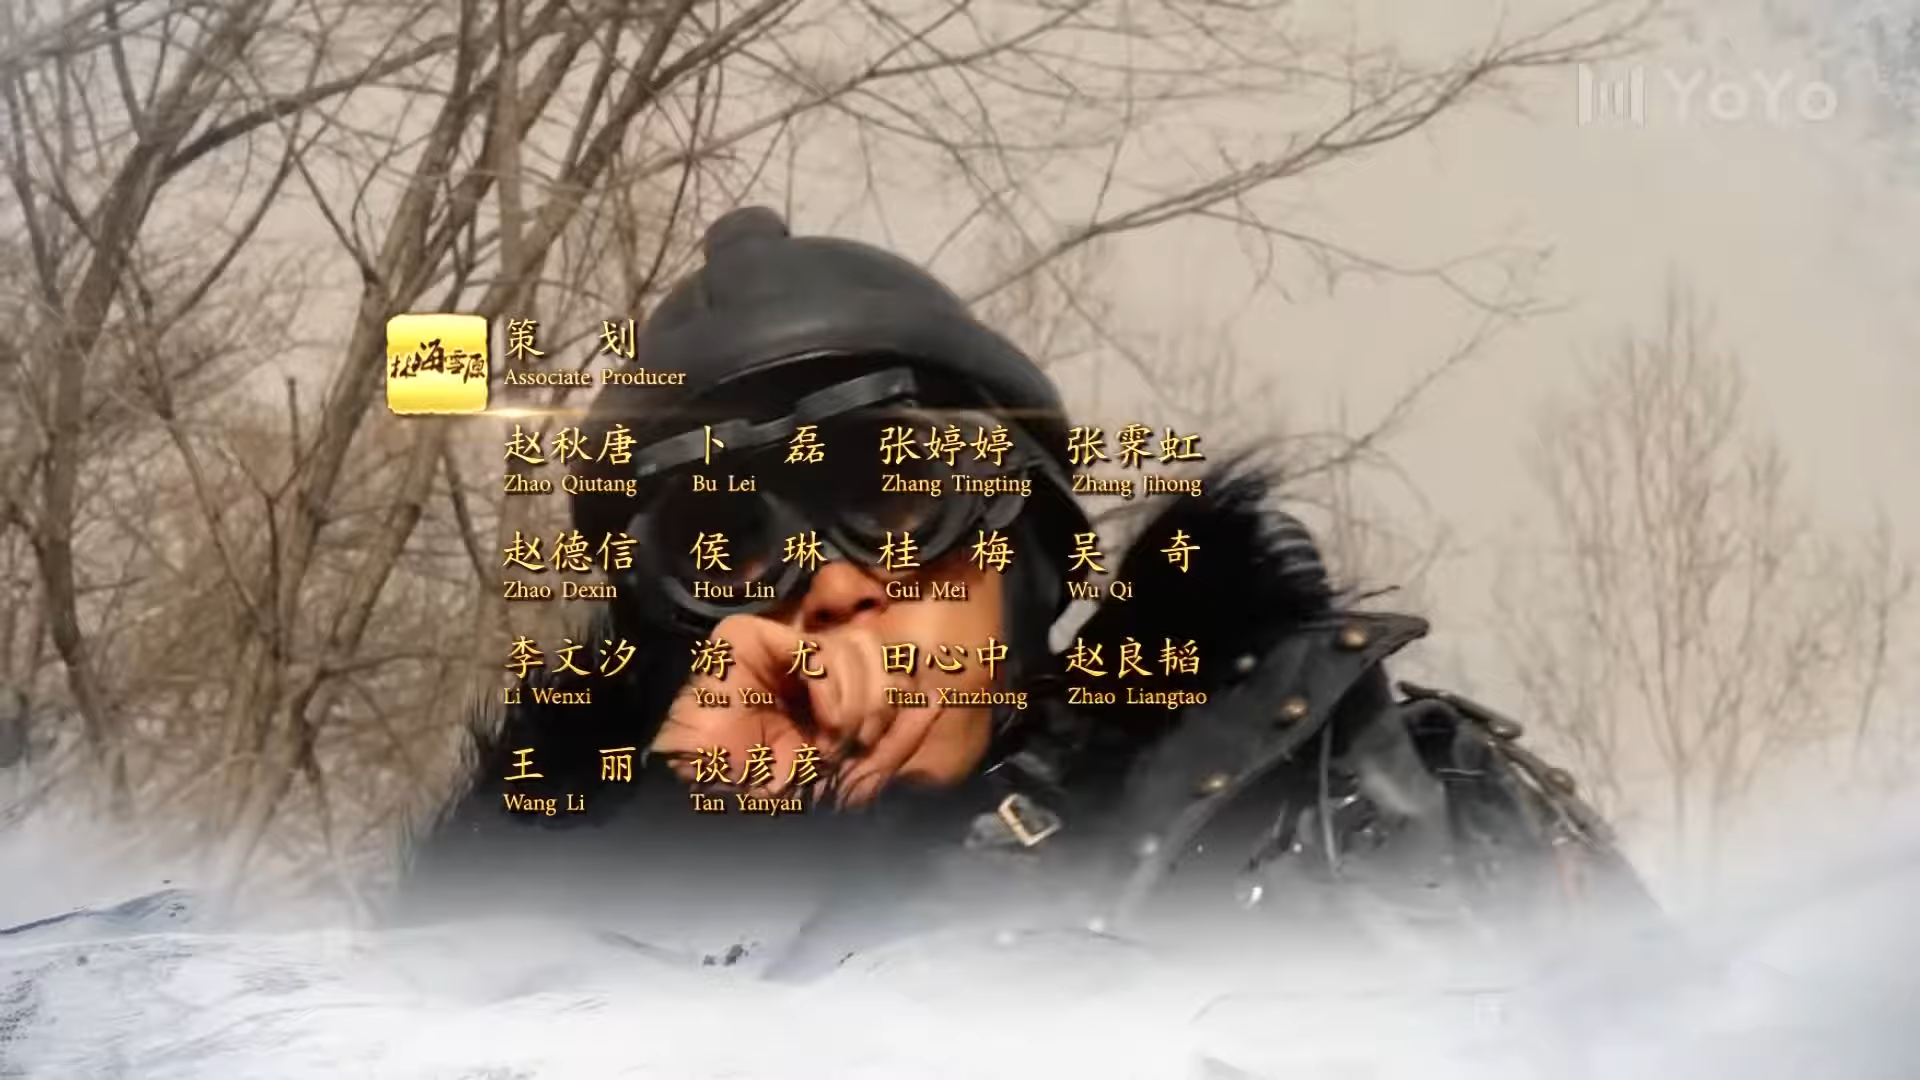 YoYo
林海雪原
策 划
Associate Producer
赵秋唐 卜 磊 张婷婷 张霁虹
Zhao Qiutang Bu Lei Zhang Tingting Zhang Jihong
赵德信 侯 琳 桂 梅 吴 奇
Zhao Dexin Hou Lin Gui Mei Wu Qi
李文汐 游 尤 田心中 赵良韬
Li Wenxi You You Tian Xinzhong Zhao Liangtao
王 丽 谈彦彦
Wang Li Tan Yanyan